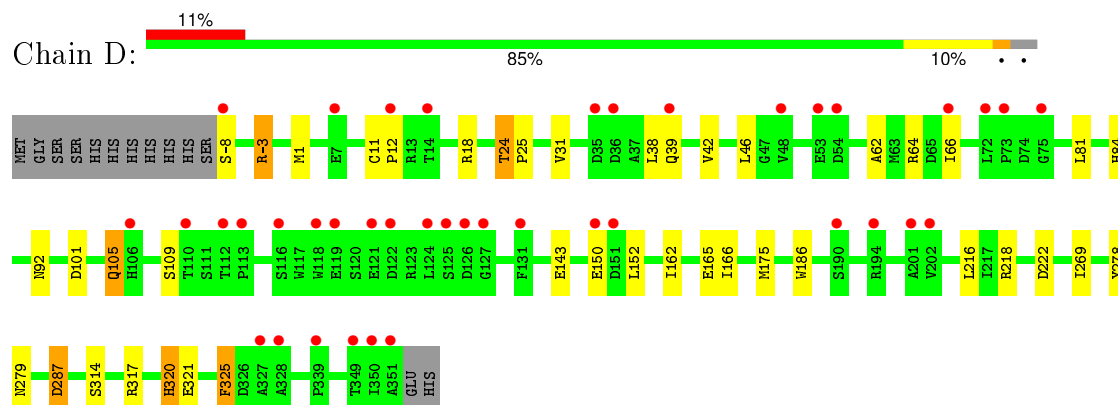 11%
Chain D:
85% 10% • •
MET GLY SER SER HIS HIS HIS HIS HIS HIS SER S-8 R-3 M1 E7 C11 P12 R13 T14 R18 T24 P25 V31 D35 D36 A37 L38 Q39 V42 L46 G47 V48 E53 D54 A62 M63 R64 D65 I66 L72 P73 D74 G75 L81 H84
N92 D101 Q105 H106 S109 T110 S111 T112 P113 S116 W117 W118 E119 S120 E121 D122 R123 L124 S125 D126 G127 F131 E143 E150 D151 L152 I162 E165 I166 M175 W186 S190 R194 A201 V202 L216 I217 R218 D222 I269 Y278
N279 D287 S314 R317 H320 E321 F325 D326 A327 A328 P339 T349 I350 A351 GLU HIS